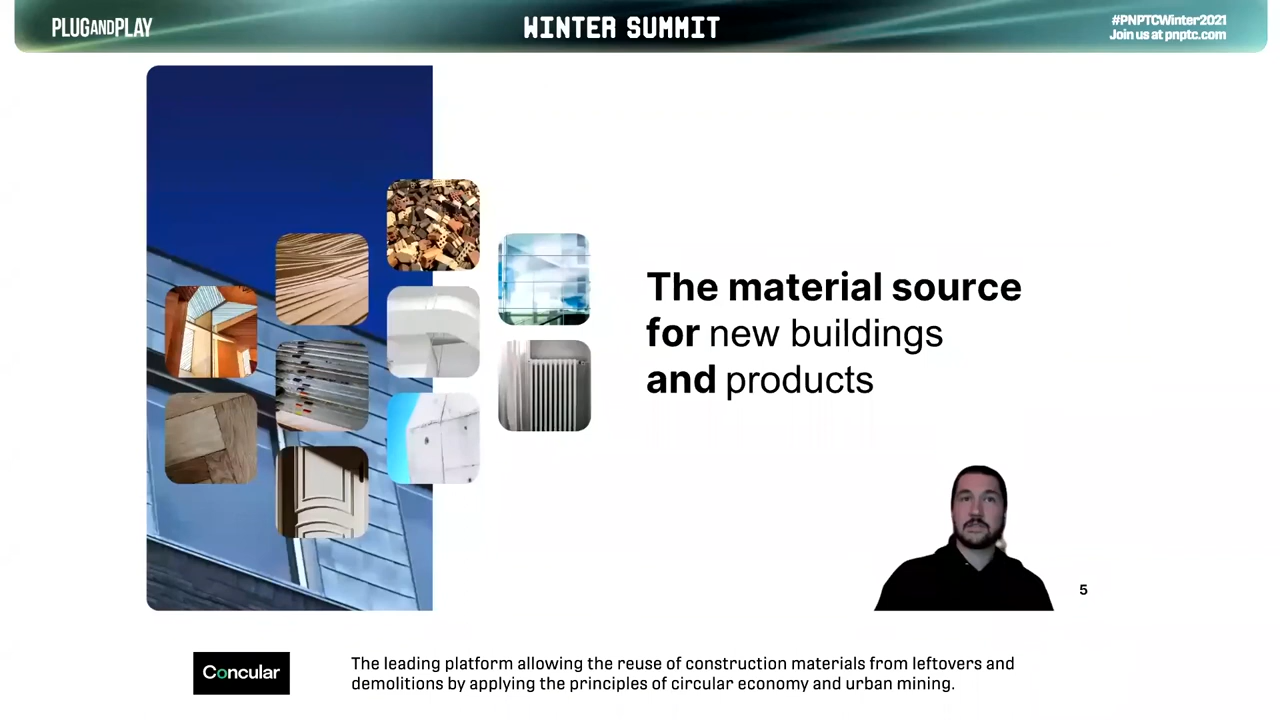 PLUGANDPLAY
WINTER SUMMIT
#PNPTCWinter2021
Join us at pnptc.com
The material source
for new buildings
and products
5
Concular
The leading platform allowing the reuse of construction materials from leftovers and
demolitions by applying the principles of circular economy and urban mining.